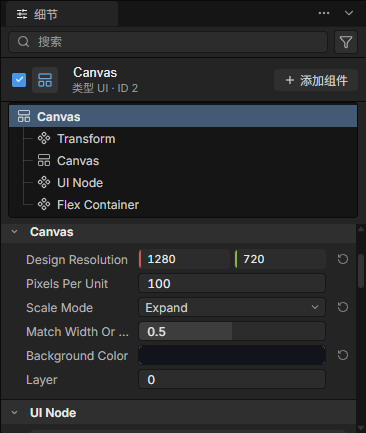 细节
搜索
Canvas
类型 UI · ID 2
+ 添加组件
Canvas
Transform
Canvas
UI Node
Flex Container
Canvas
Design Resolution 1280 720
Pixels Per Unit 100
Scale Mode Expand
Match Width Or ... 0.5
Background Color
Layer 0
UI Node